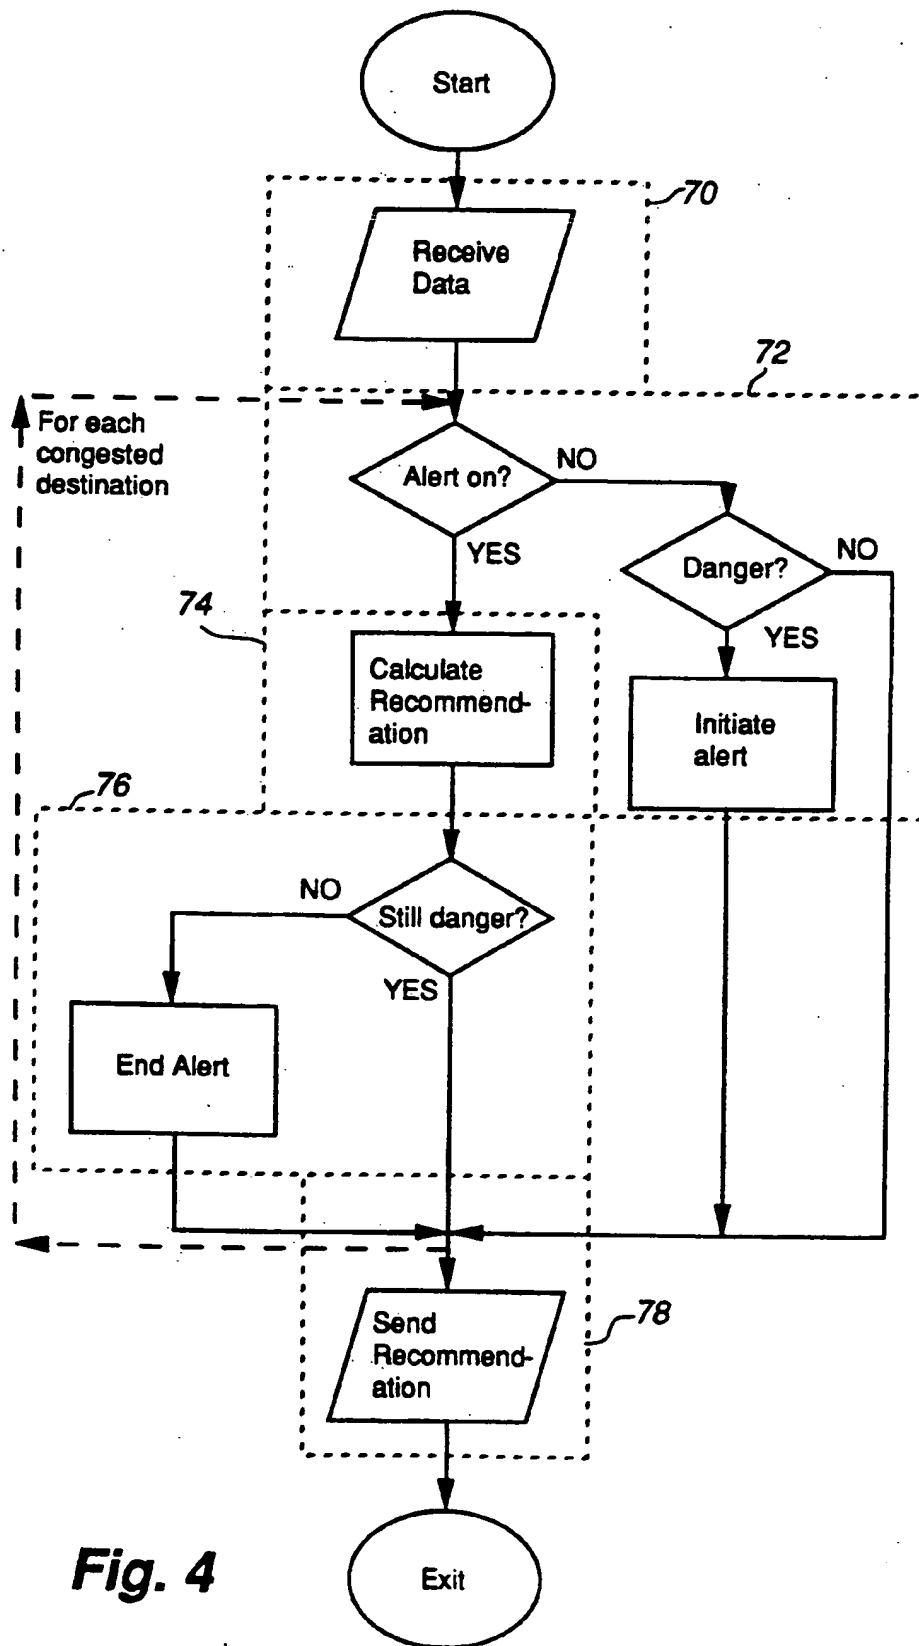 Start
70
Receive
Data
72
For each
congested
destination
Alert on?
NO
YES
Danger?
NO
YES
74
Calculate
Recommend-
ation
Initiate
alert
76
NO
Still danger?
YES
End Alert
78
Send
Recommend-
ation
Exit
Fig. 4